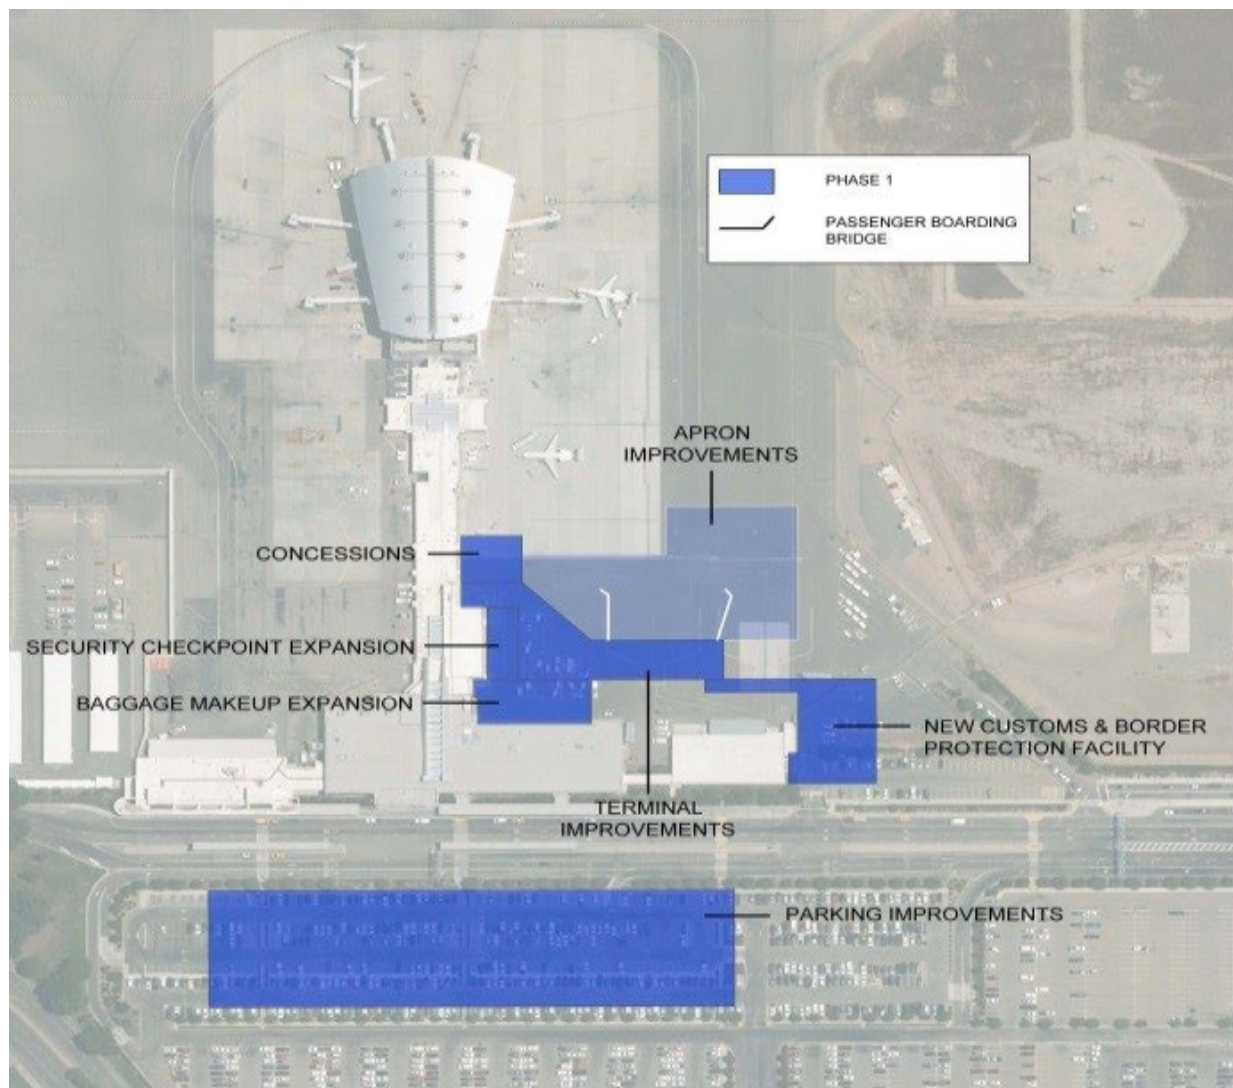 PHASE 1
PASSENGER BOARDING
BRIDGE
APRON
IMPROVEMENTS
CONCESSIONS
SECURITY CHECKPOINT EXPANSION
BAGGAGE MAKEUP EXPANSION
NEW CUSTOMS & BORDER
PROTECTION FACILITY
TERMINAL
IMPROVEMENTS
PARKING IMPROVEMENTS